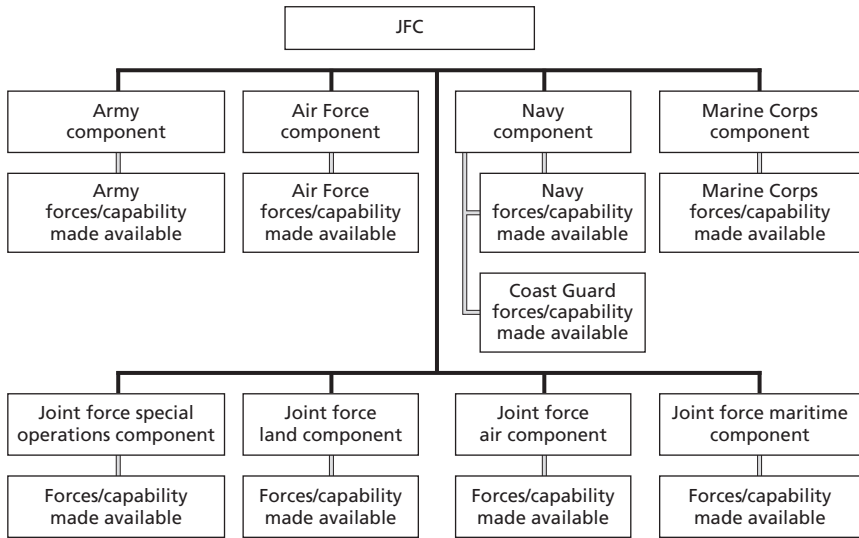 JFC
Army
component
Air Force
component
Navy
component
Marine Corps
component
Army
forces/capability
made available
Air Force
forces/capability
made available
Navy
forces/capability
made available
Marine Corps
forces/capability
made available
Coast Guard
forces/capability
made available
Joint force special
operations component
Joint force
land component
Joint force
air component
Joint force maritime
component
Forces/capability
made available
Forces/capability
made available
Forces/capability
made available
Forces/capability
made available